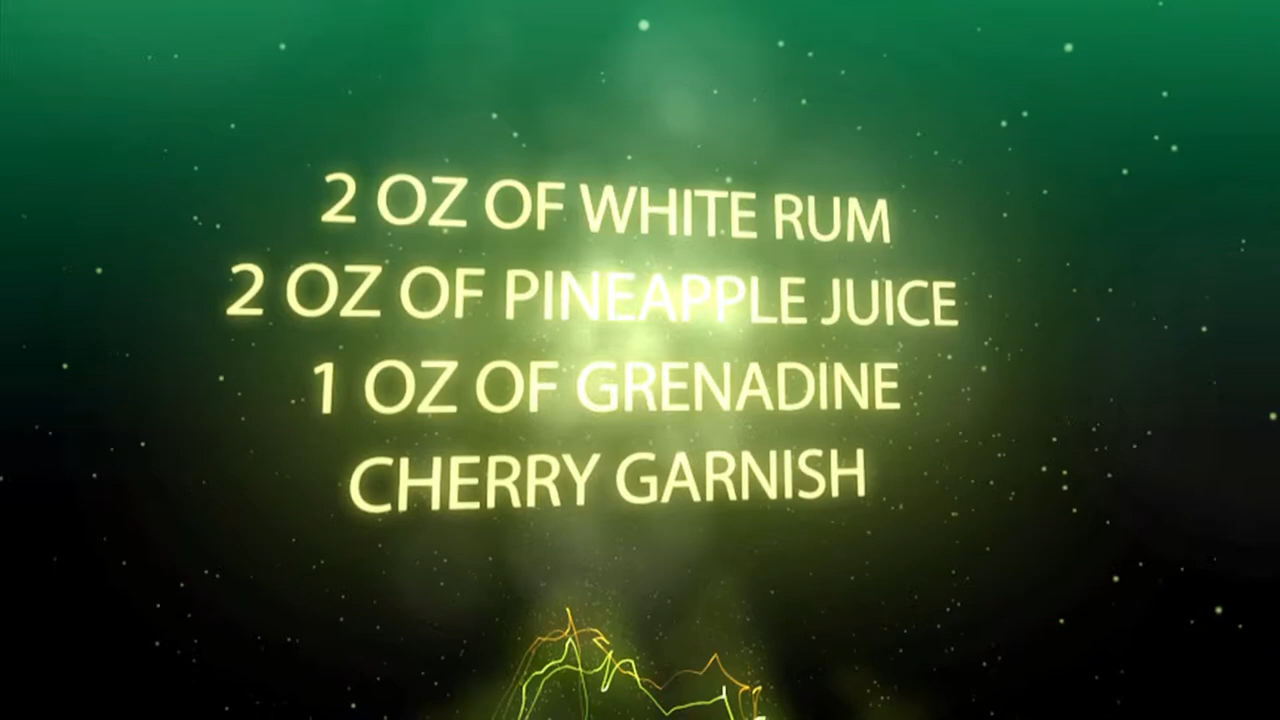 2 OZ OF WHITE RUM
2 OZ OF PINEAPPLE JUICE
1 OZ OF GRENADINE
CHERRY GARNISH